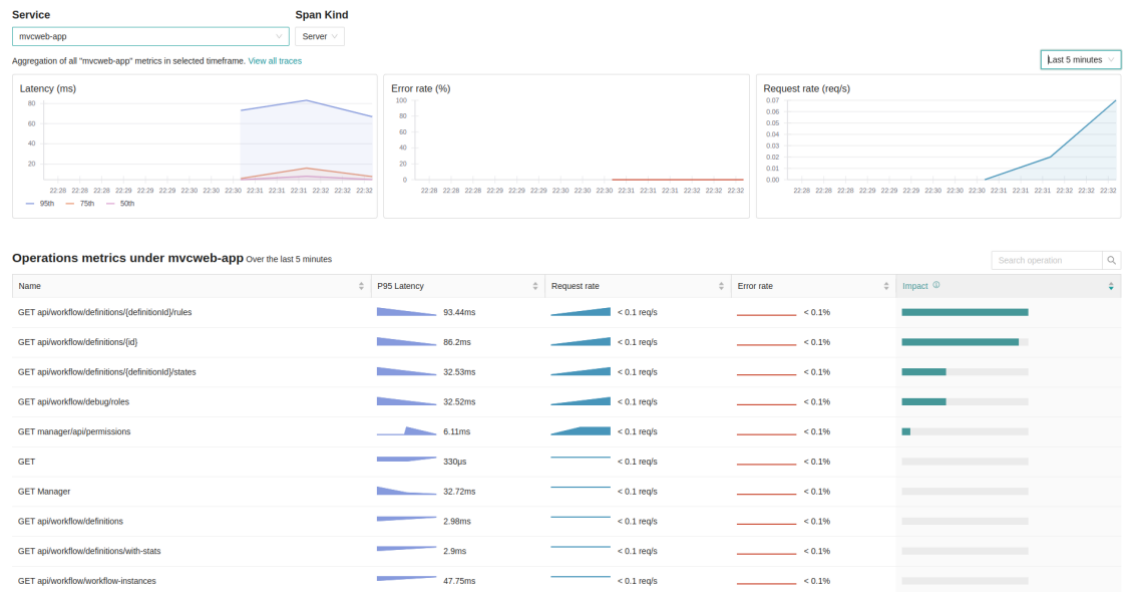 Service Span Kind
mvcweb-app Server
Aggregation of all "mvcweb-app" metrics in selected timeframe. View all traces Last 5 minutes
Latency (ms)
80
60
40
20
22:28 22:28 22:28 22:29 22:29 22:29 22:30 22:30 22:30 22:31 22:31 22:31 22:32 22:32 22:32
95th 75th 50th
Error rate (%)
100
80
60
40
20
0
22:28 22:28 22:28 22:29 22:29 22:29 22:30 22:30 22:30 22:31 22:31 22:31 22:32 22:32 22:32
Request rate (req/s)
0.07
0.06
0.05
0.04
0.03
0.02
0.01
0.00
22:28 22:28 22:28 22:29 22:29 22:29 22:30 22:30 22:30 22:31 22:31 22:31 22:32 22:32 22:32
Operations metrics under mvcweb-app Over the last 5 minutes Search operation
Name P95 Latency Request rate Error rate Impact
GET api/workflow/definitions/{definitionId}/rules 93.44ms < 0.1 req/s < 0.1%
GET api/workflow/definitions/{id} 86.2ms < 0.1 req/s < 0.1%
GET api/workflow/definitions/{definitionId}/states 32.53ms < 0.1 req/s < 0.1%
GET api/workflow/debug/roles 32.52ms < 0.1 req/s < 0.1%
GET manager/api/permissions 6.11ms < 0.1 req/s < 0.1%
GET 330μs < 0.1 req/s < 0.1%
GET Manager 32.72ms < 0.1 req/s < 0.1%
GET api/workflow/definitions 2.98ms < 0.1 req/s < 0.1%
GET api/workflow/definitions/with-stats 2.9ms < 0.1 req/s < 0.1%
GET api/workflow/workflow-instances 47.75ms < 0.1 req/s < 0.1%